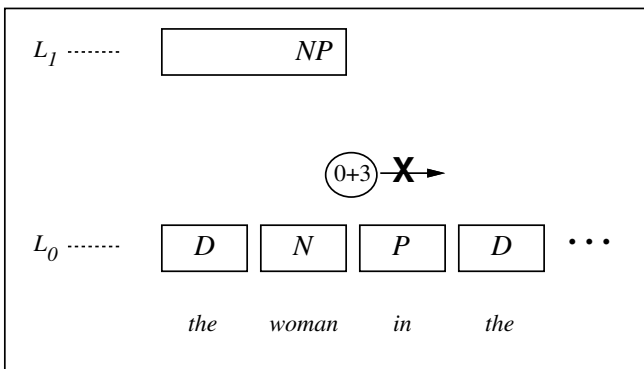 L1 ...... NP
0+3 X
L0 ...... D N P D ...
the woman in the